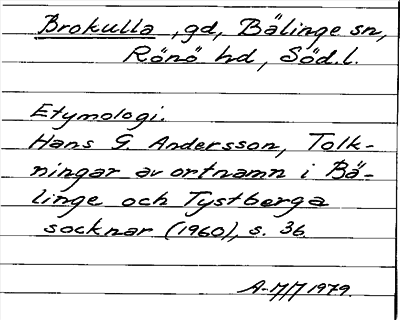 Brokulla, gd, Bälinge sn,
Rönö hd, Söd.l.
Etymologi.
Hans G. Andersson, Tolk-
ningar av ortnamn i Bä-
linge och Tystberga
socknar (1960), s. 36.
1979.